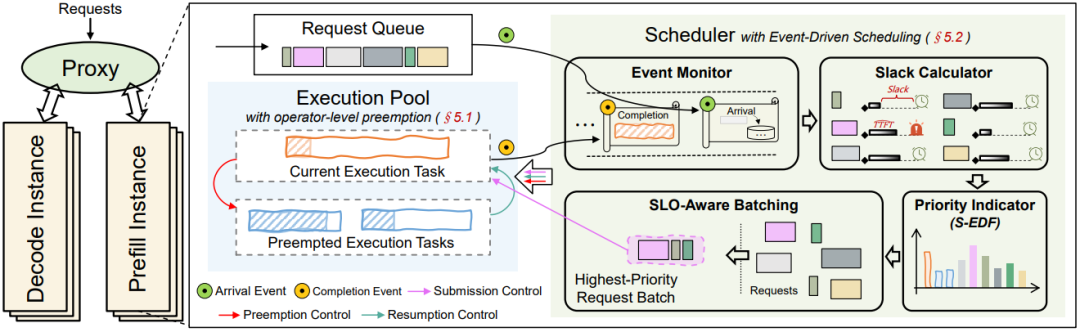 Requests
Proxy
Decode Instance
Prefill Instance
Request Queue
Execution Pool
with operator-level preemption ( § 5.1 )
Current Execution Task
Preempted Execution Tasks
Scheduler with Event-Driven Scheduling ( § 5.2 )
Event Monitor
Completion
Arrival
...
...
Slack Calculator
Slack
TTFT
SLO-Aware Batching
Highest-Priority
Request Batch
Requests
Priority Indicator
(S-EDF)
Arrival Event
Completion Event
Submission Control
Preemption Control
Resumption Control